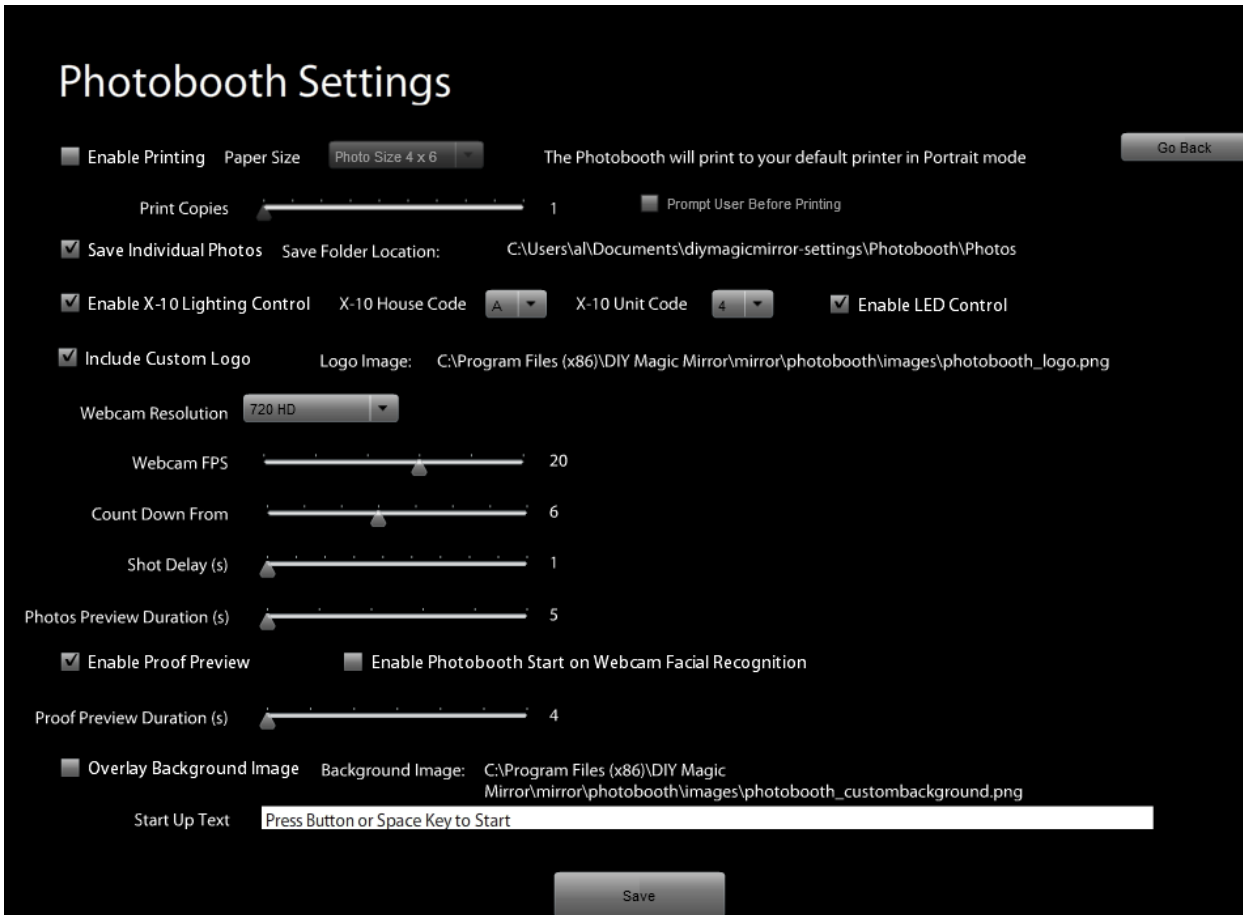 Photobooth Settings
Enable Printing Paper Size Photo Size 4 x 6 The Photobooth will print to your default printer in Portrait mode Go Back
Print Copies 1 Prompt User Before Printing
Save Individual Photos Save Folder Location: C:\Users\al\Documents\diymagicmirror-settings\Photobooth\Photos
Enable X-10 Lighting Control X-10 House Code A X-10 Unit Code 4 Enable LED Control
Include Custom Logo Logo Image: C:\Program Files (x86)\DIY Magic Mirror\mirror\photobooth\images\photobooth_logo.png
Webcam Resolution 720 HD
Webcam FPS 20
Count Down From 6
Shot Delay (s) 1
Photos Preview Duration (s) 5
Enable Proof Preview Enable Photobooth Start on Webcam Facial Recognition
Proof Preview Duration (s) 4
Overlay Background Image Background Image: C:\Program Files (x86)\DIY Magic
Mirror\mirror\photobooth\images\photobooth_custombackground.png
Start Up Text Press Button or Space Key to Start
Save